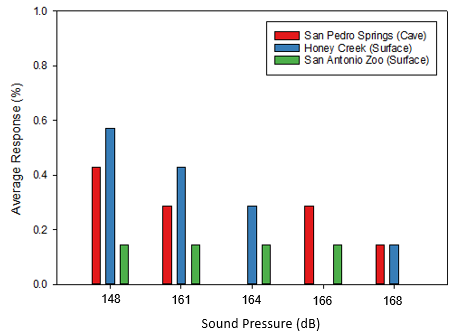 1.0
0.8
0.6
0.4
0.2
0.0
Average Response (%)
San Pedro Springs (Cave)
Honey Creek (Surface)
San Antonio Zoo (Surface)
148 161 164 166 168
Sound Pressure (dB)